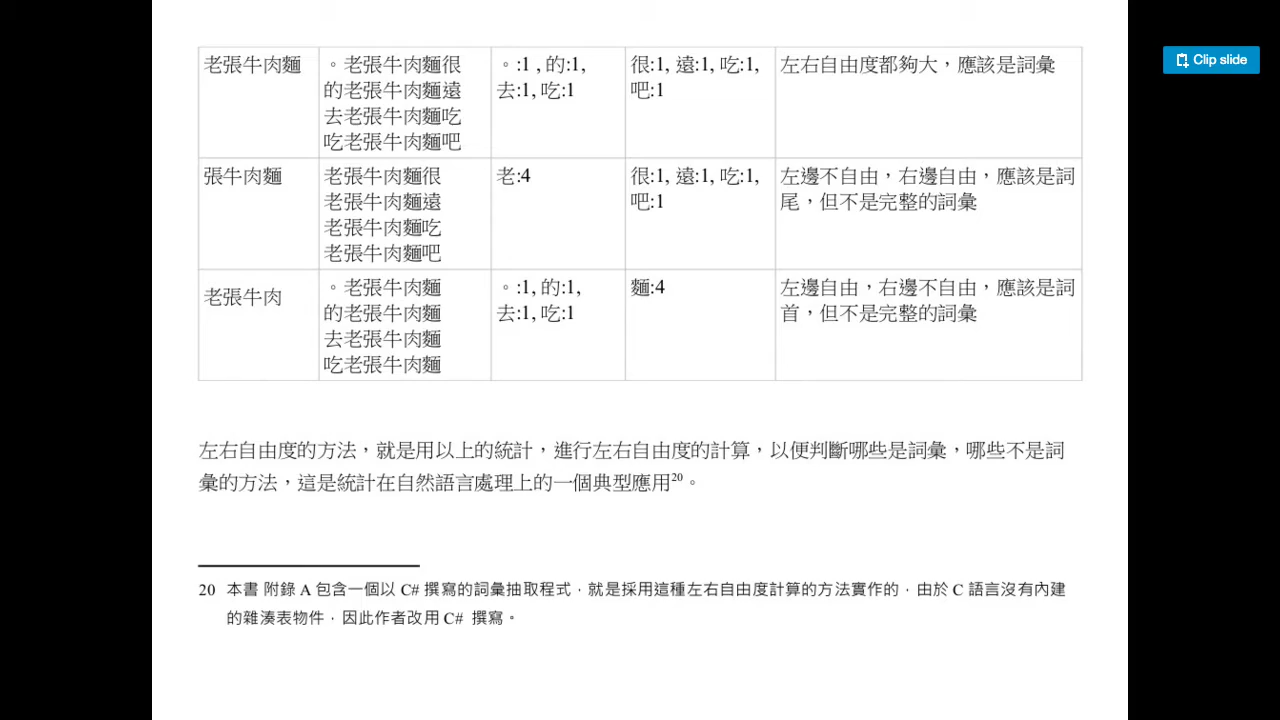 Clip slide
老張牛肉麵
。老張牛肉麵很
的老張牛肉麵遠
去老張牛肉麵吃
吃老張牛肉麵吧
。:1 , 的:1,
去:1, 吃:1
很:1, 遠:1, 吃:1,
吧:1
左右自由度都夠大，應該是詞彙
張牛肉麵
老張牛肉麵很
老張牛肉麵遠
老張牛肉麵吃
老張牛肉麵吧
老:4
很:1, 遠:1, 吃:1,
吧:1
左邊不自由，右邊自由，應該是詞
尾，但不是完整的詞彙
老張牛肉
。老張牛肉麵
的老張牛肉麵
去老張牛肉麵
吃老張牛肉麵
。:1, 的:1,
去:1, 吃:1
麵:4
左邊自由，右邊不自由，應該是詞
首，但不是完整的詞彙
左右自由度的方法，就是用以上的統計，進行左右自由度的計算，以便判斷哪些是詞彙，哪些不是詞
彙的方法，這是統計在自然語言處理上的一個典型應用20。
20 本書 附錄 A 包含一個以 C# 撰寫的詞彙抽取程式，就是採用這種左右自由度計算的方法實作的，由於 C 語言沒有內建
的雜湊表物件，因此作者改用 C# 撰寫。